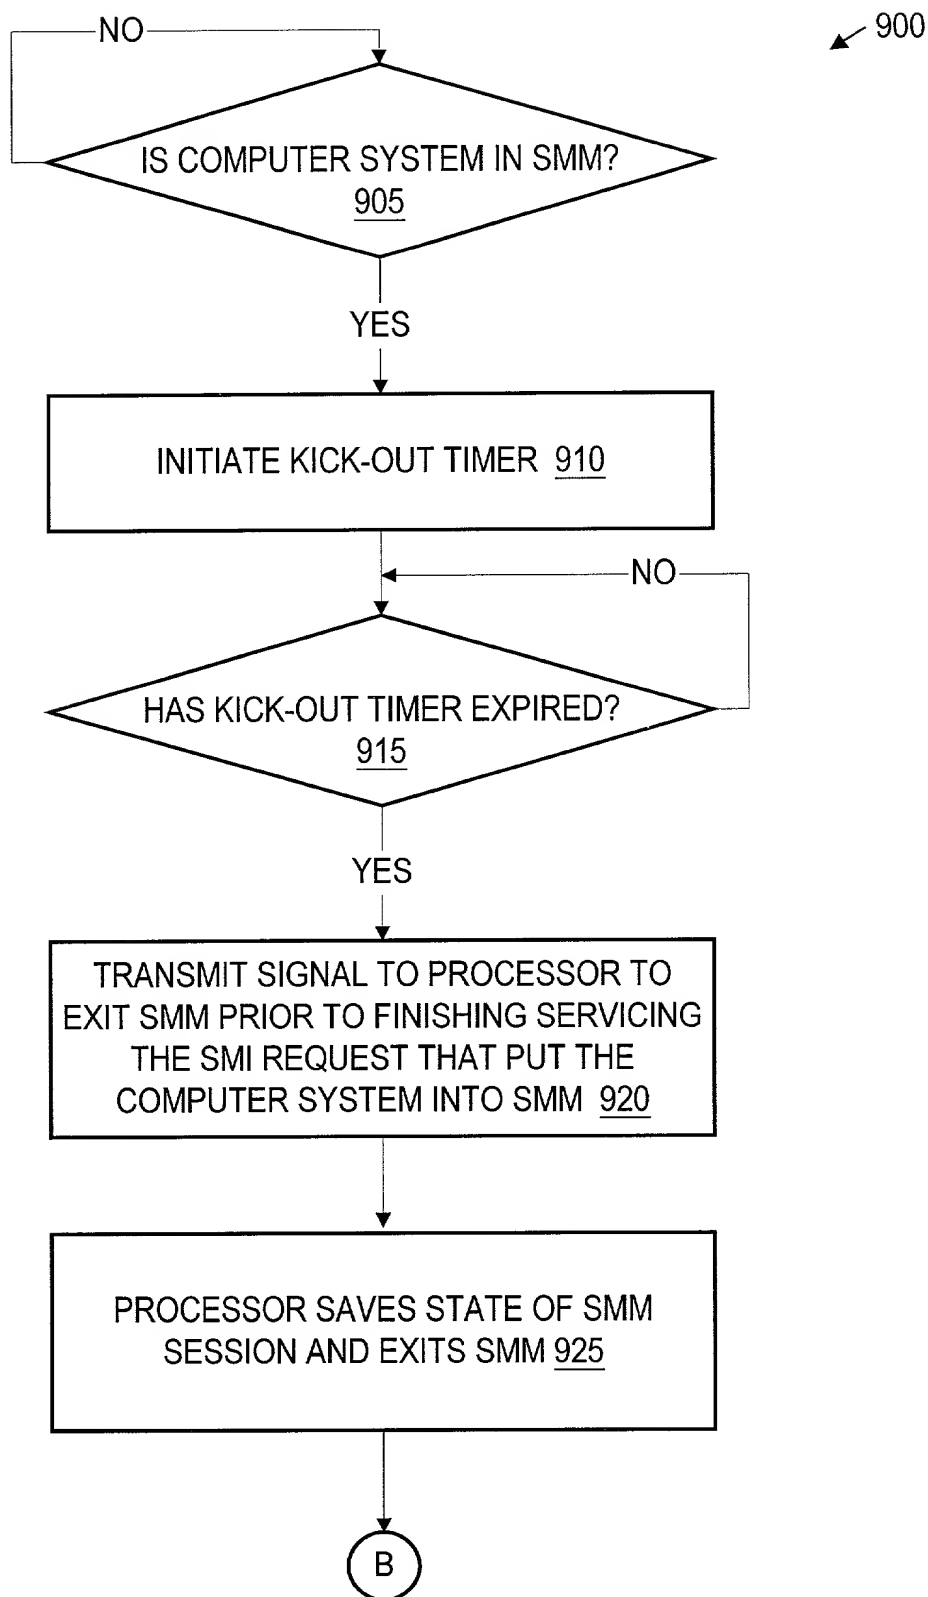 NO
900
IS COMPUTER SYSTEM IN SMM?
905
YES
INITIATE KICK-OUT TIMER 910
NO
HAS KICK-OUT TIMER EXPIRED?
915
YES
TRANSMIT SIGNAL TO PROCESSOR TO
EXIT SMM PRIOR TO FINISHING SERVICING
THE SMI REQUEST THAT PUT THE
COMPUTER SYSTEM INTO SMM 920
PROCESSOR SAVES STATE OF SMM
SESSION AND EXITS SMM 925
B